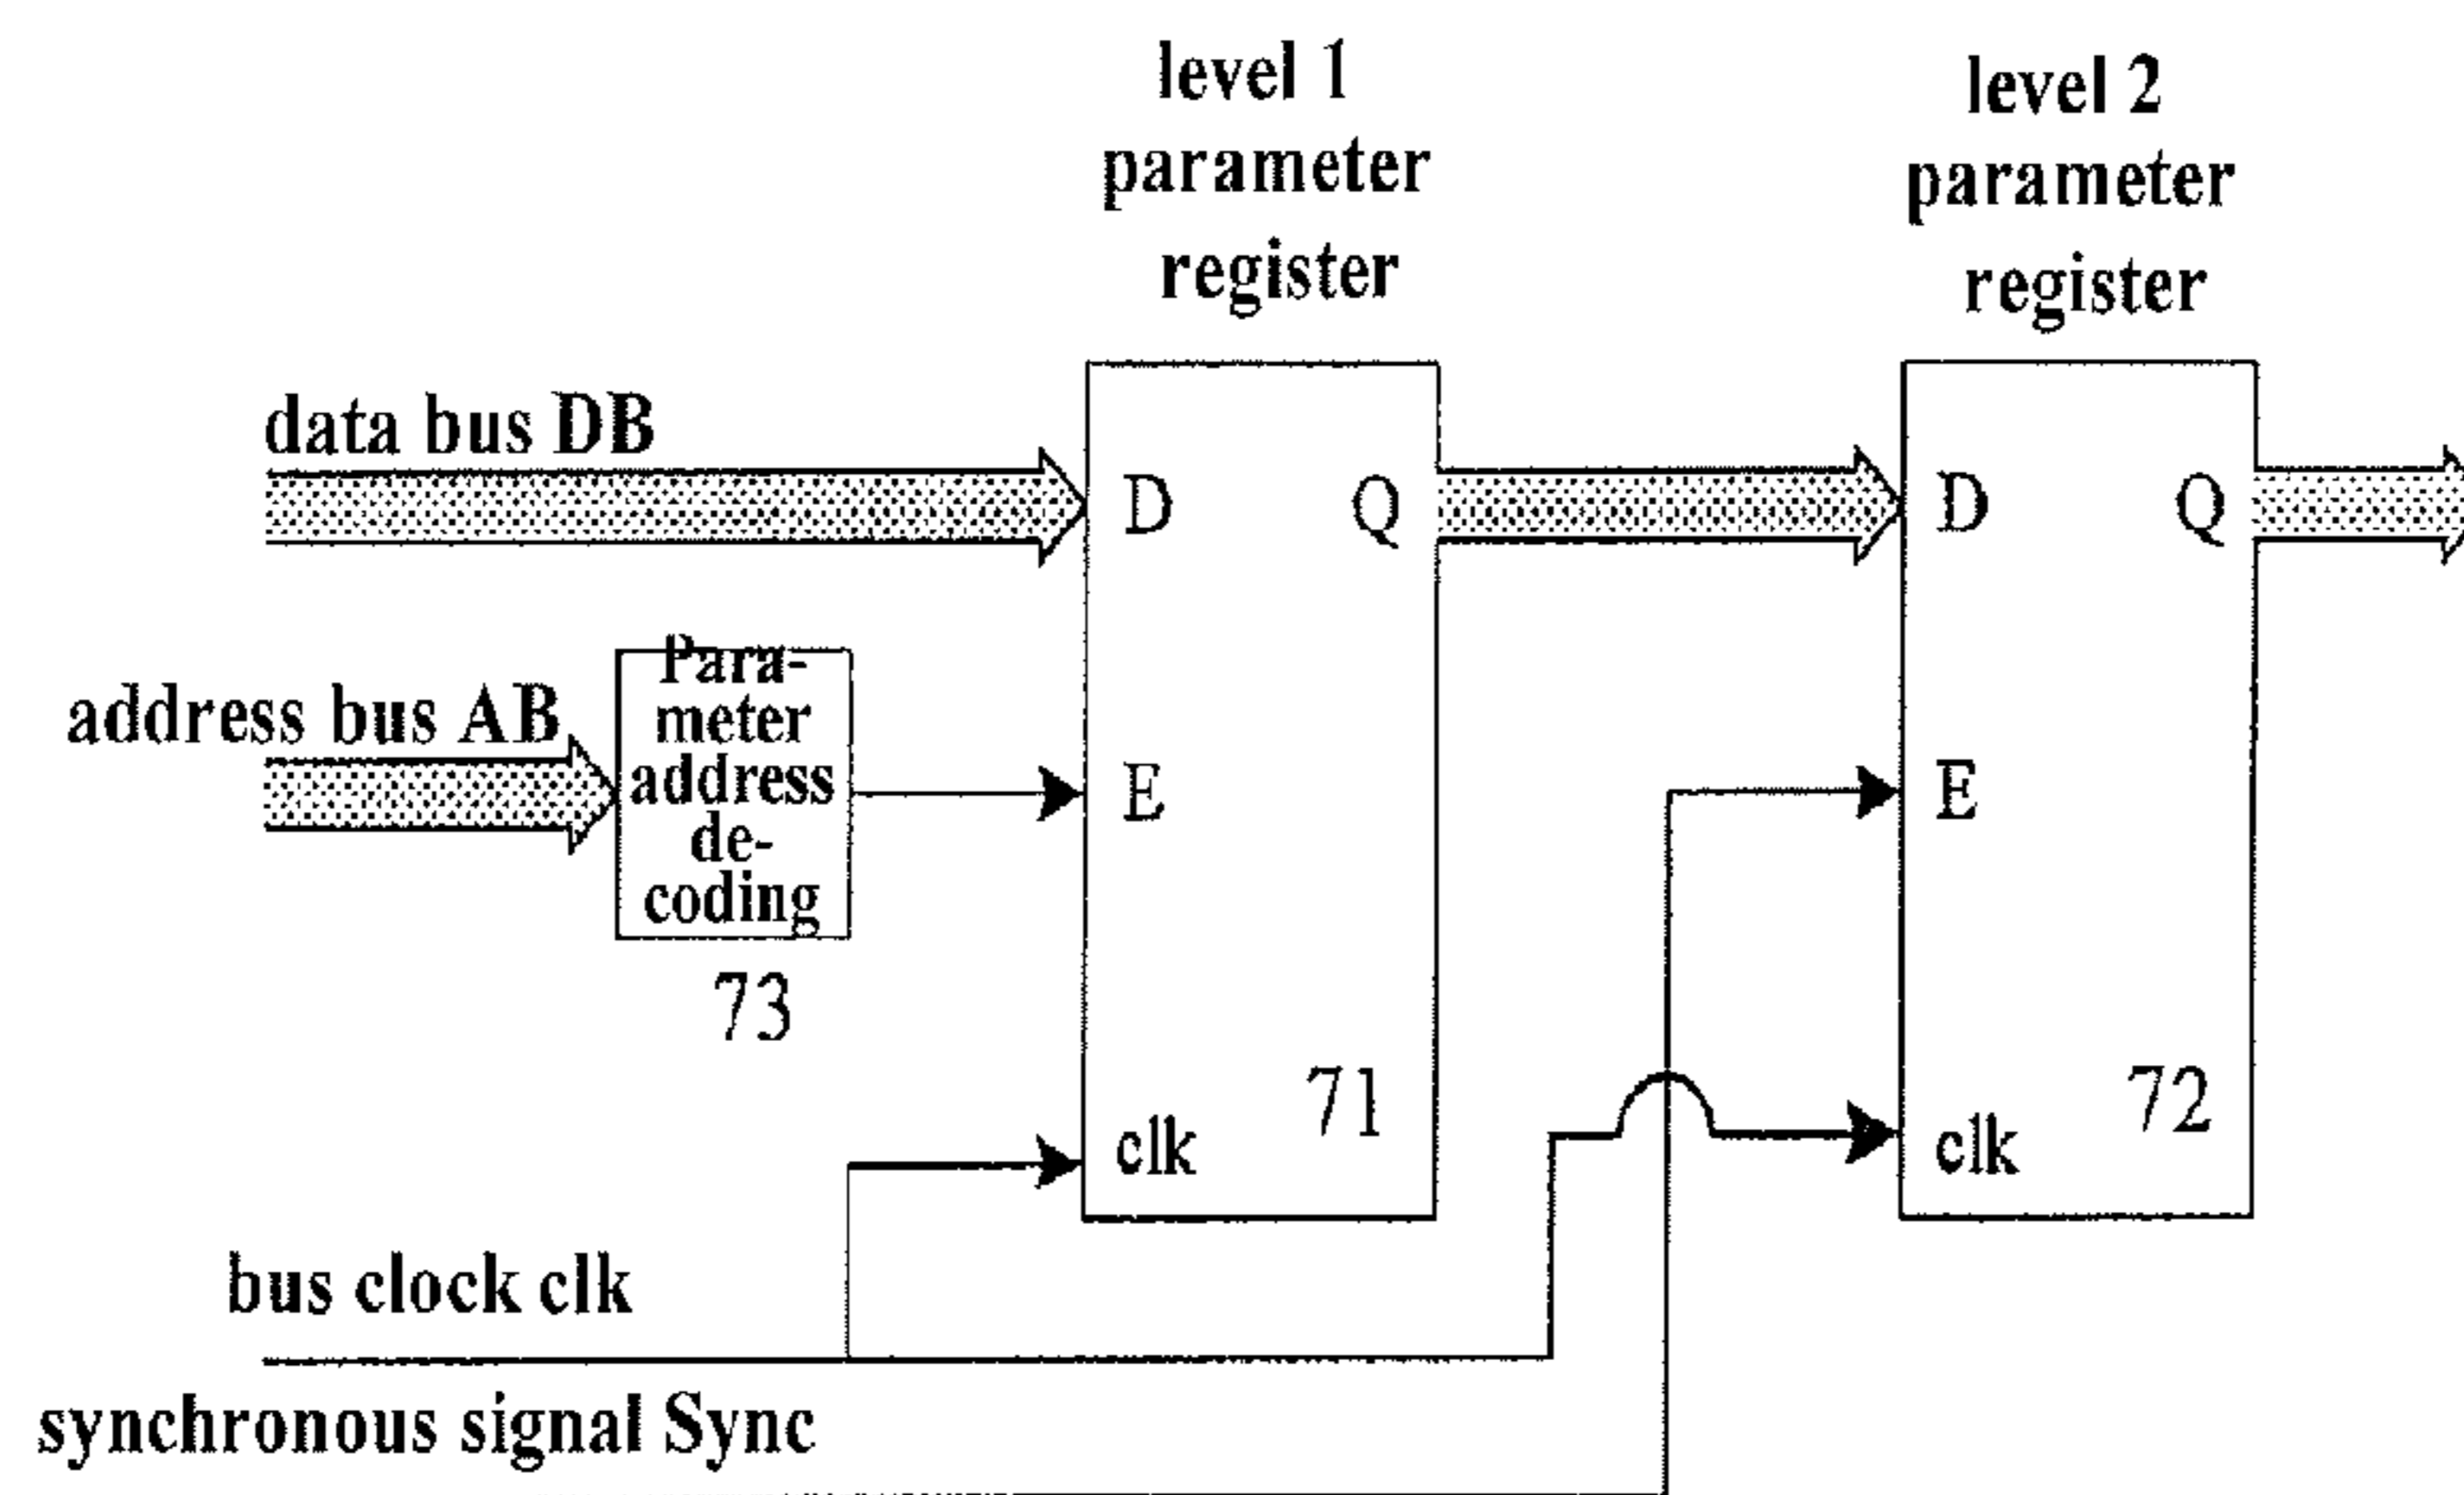 level 1
parameter
register
level 2
parameter
register
data bus DB
D
Q
D
Q
address bus AB
Para-
meter
address
de-
coding
E
E
73
71
72
clk
clk
bus clock clk
synchronous signal Sync